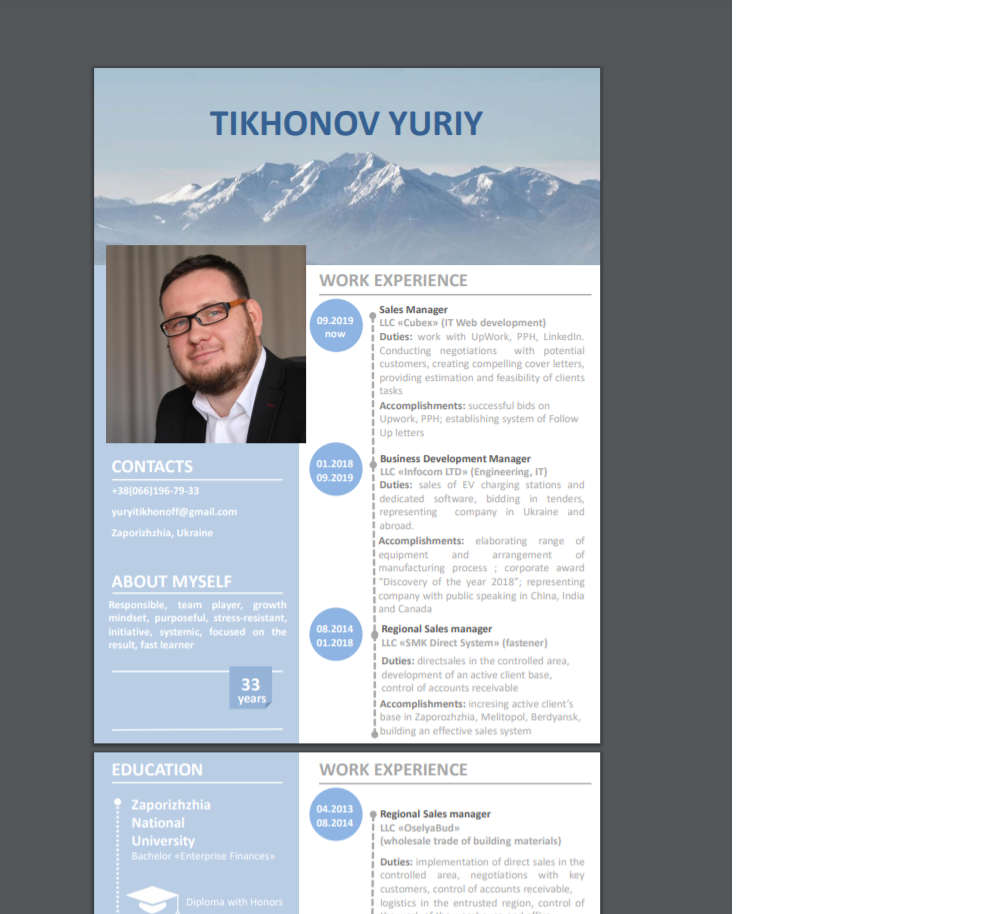 TIKHONOV YURIY
CONTACTS
+38(066)196-79-33
yuryitikhonoff@gmail.com
Zaporizhzhia, Ukraine
ABOUT MYSELF
Responsible, team player, growth
mindset, purposeful, stress-resistant,
initiative, systemic, focused on the
result, fast learner
33
years
WORK EXPERIENCE
09.2019
now
Sales Manager
LLC «Cubex» (IT Web development)
Duties: work with UpWork, PPH, LinkedIn.
Conducting negotiations with potential
customers, creating compelling cover letters,
providing estimation and feasibility of clients
tasks
Accomplishments: successful bids on
Upwork, PPH; establishing system of Follow
Up letters
01.2018
09.2019
Business Development Manager
LLC «Infocom LTD» (Engineering, IT)
Duties: sales of EV charging stations and
dedicated software, bidding in tenders,
representing company in Ukraine and
abroad.
Accomplishments: elaborating range of
equipment and arrangement of
manufacturing process ; corporate award
"Discovery of the year 2018"; representing
company with public speaking in China, India
and Canada
08.2014
01.2018
Regional Sales manager
LLC «SMK Direct System» (fastener)
Duties: directsales in the controlled area,
development of an active client base,
control of accounts receivable
Accomplishments: incresing active client's
base in Zaporozhzhia, Melitopol, Berdyansk,
building an effective sales system
EDUCATION
Zaporizhzhia
National
University
Bachelor «Enterprise Finances»
Diploma with Honors
WORK EXPERIENCE
04.2013
08.2014
Regional Sales manager
LLC «OselyaBud»
(wholesale trade of building materials)
Duties: implementation of direct sales in the
controlled area, negotiations with key
customers, control of accounts receivable,
logistics in the entrusted region, control of